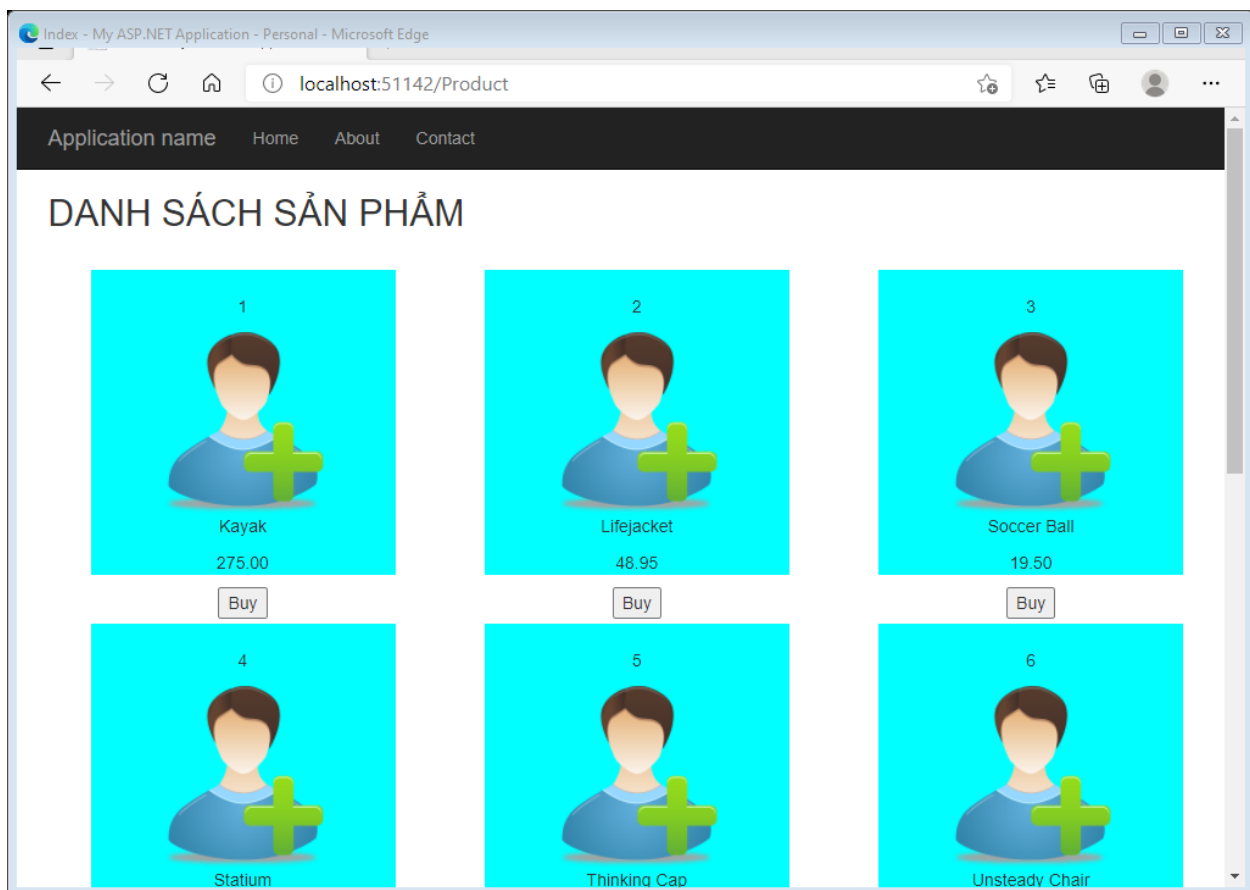 Index - My ASP.NET Application - Personal - Microsoft Edge
localhost:51142/Product
Application name Home About Contact
DANH SÁCH SẢN PHẨM
1 2 3
Kayak Lifejacket Soccer Ball
275.00 48.95 19.50
Buy Buy Buy
4 5 6
Statium Thinking Cap Unsteady Chair